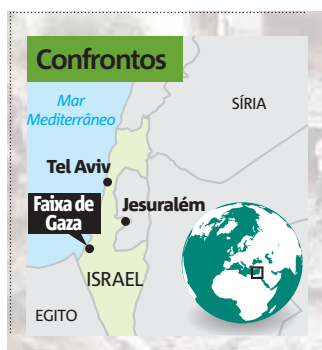 Confrontos
Mar
Mediterrâneo
SÍRIA
Tel Aviv
Faixa de
Gaza
Jesuralém
ISRAEL
EGITO